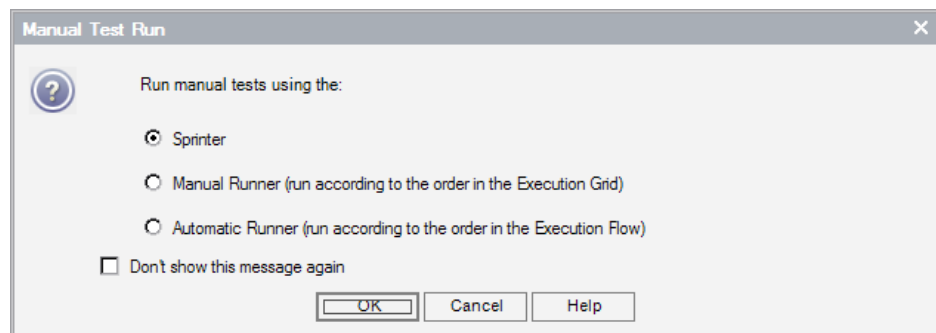 Manual Test Run
Run manual tests using the:
Sprinter
Manual Runner (run according to the order in the Execution Grid)
Automatic Runner (run according to the order in the Execution Flow)
Don't show this message again
OK Cancel Help